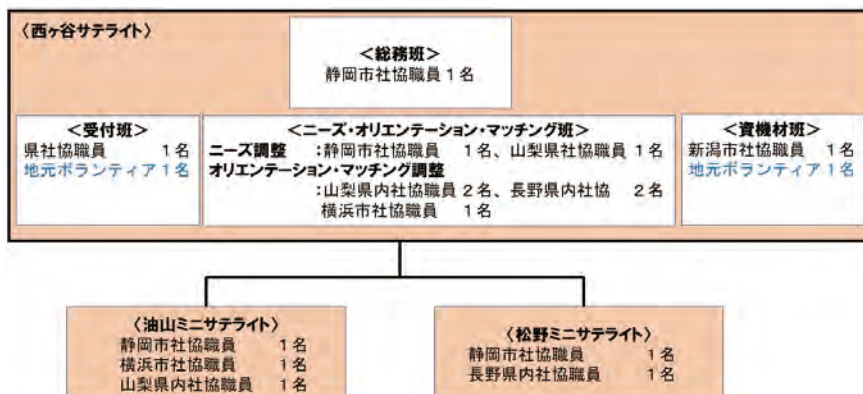 〈西ヶ谷サテライト〉
＜総務班＞
静岡市社協職員1名
＜受付班＞
県社協職員　1名
地元ボランティア1名
＜ニーズ・オリエンテーション・マッチング班＞
ニーズ調整　：静岡市社協職員　1名、山梨県社協職員1名
オリエンテーション・マッチング調整
：山梨県内社協職員2名、長野県内社協　2名
横浜市社協職員　1名
＜資機材班＞
新潟市社協職員　1名
地元ボランティア1名
〈油山ミニサテライト〉
静岡市社協職員　1名
横浜市社協職員　1名
山梨県内社協職員　1名
〈松野ミニサテライト〉
静岡市社協職員　1名
長野県内社協職員　1名